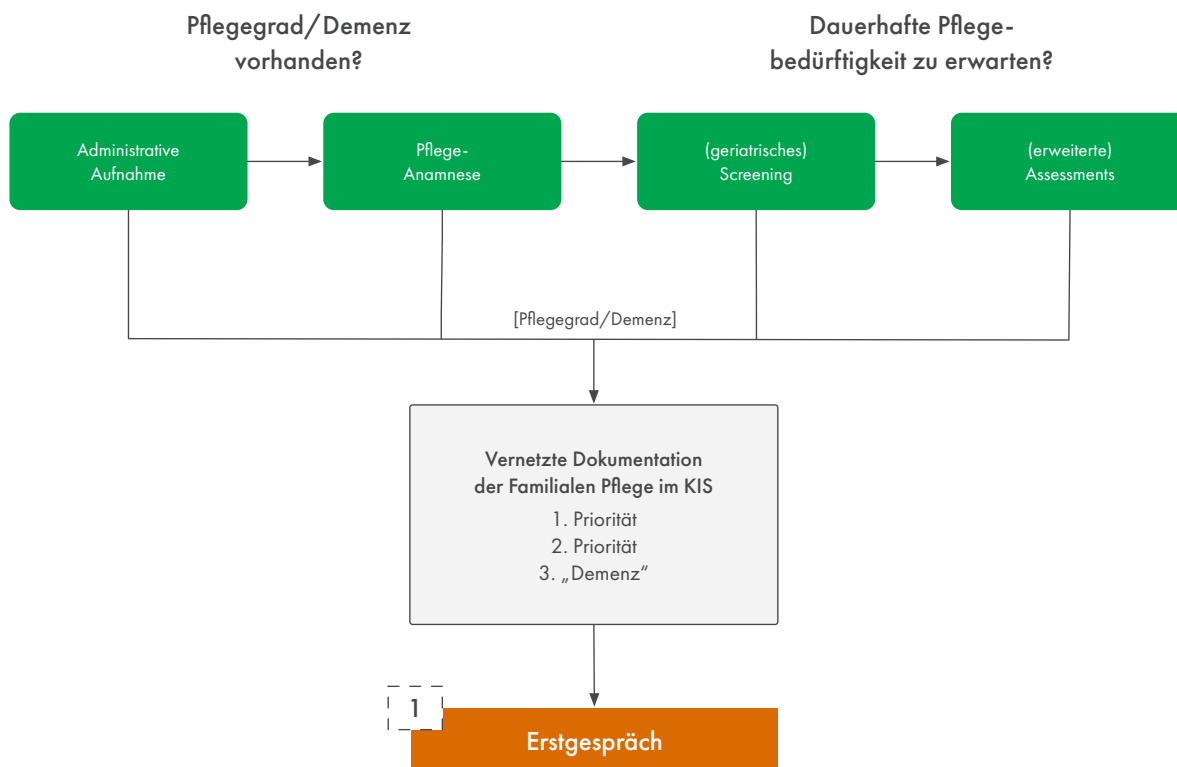 Pflegegrad/Demenz
vorhanden?
Dauerhafte Pflege-
bedürftigkeit zu erwarten?
Administrative
Aufnahme
Pflege-
Anamnese
(geriatrisches)
Screening
(erweiterte)
Assessments
[Pflegegrad/Demenz]
Vernetzte Dokumentation
der Familialen Pflege im KIS
1. Priorität
2. Priorität
3. „Demenz“
1
Erstgespräch